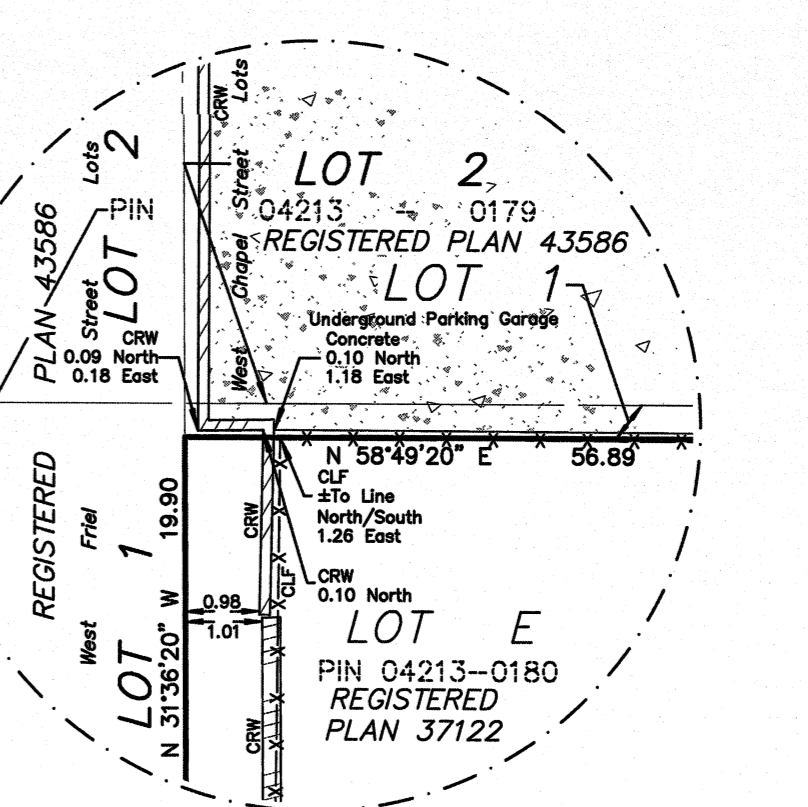 CRW
Lots
Street
Chapel
West
Lots
2
Street
LOT
PIN
PLAN 43586
LOT 2
04213 - 0179
REGISTERED PLAN 43586
LOT 1
Underground Parking Garage
Concrete
0.10 North
1.18 East
CRW
0.09 North
0.18 East
N 58°49'20" E 56.89
CLF
±To Line
North/South
1.26 East
CRW
0.10 North
CRW
CLF
0.98
1.01
CRW
REGISTERED
West Friel
LOT 1
N 31°36'20" W 19.90
LOT E
PIN 04213--0180
REGISTERED
PLAN 37122